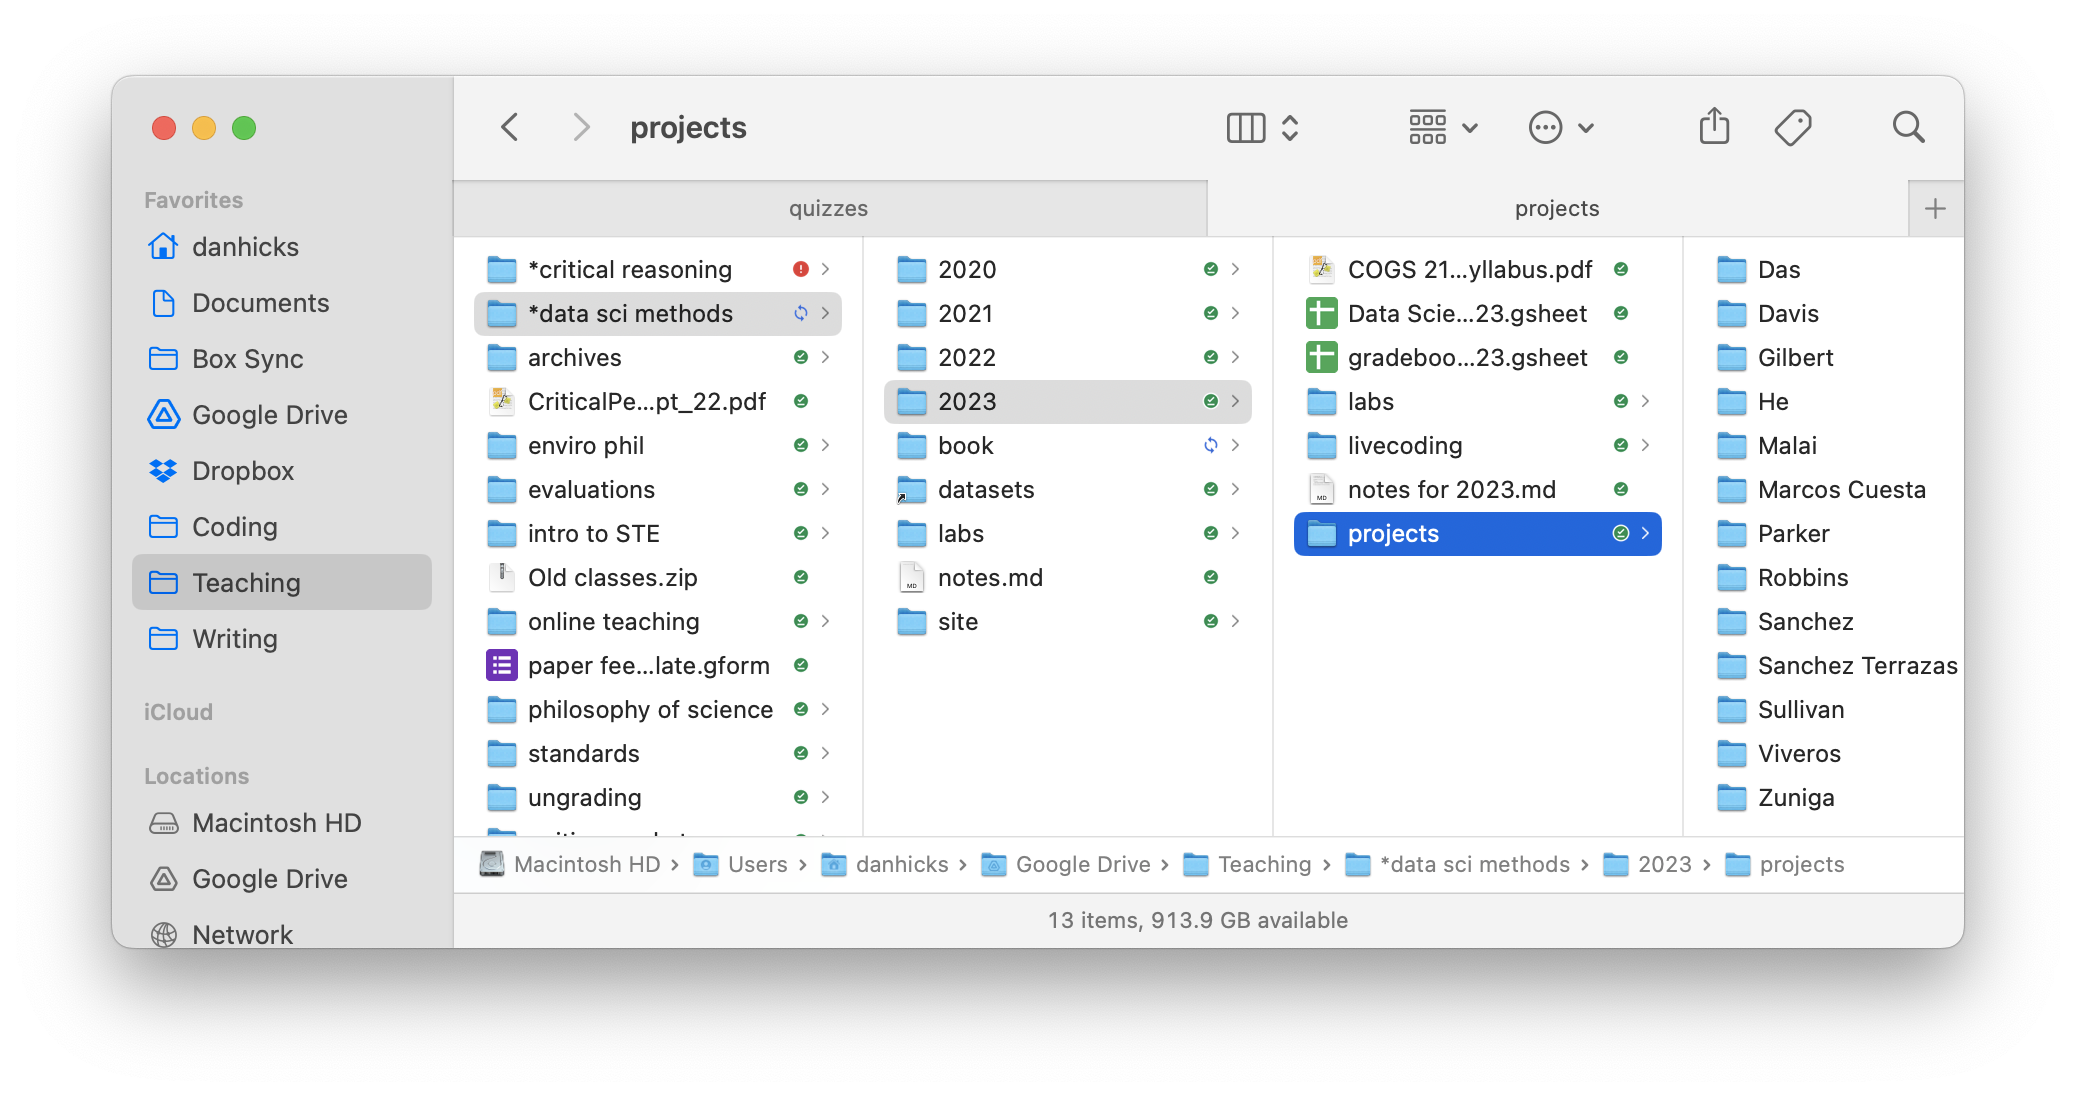 projects
quizzes
projects
Favorites
danhicks
Documents
Box Sync
Google Drive
Dropbox
Coding
Teaching
Writing
iCloud
Locations
Macintosh HD
Google Drive
Network
*critical reasoning
*data sci methods
archives
CriticalPe...pt_22.pdf
enviro phil
evaluations
intro to STE
Old classes.zip
online teaching
paper fee...late.gform
philosophy of science
standards
ungrading
2020
2021
2022
2023
book
datasets
labs
notes.md
site
COGS 21...yllabus.pdf
Data Scie...23.gsheet
gradeboo...23.gsheet
labs
livecoding
notes for 2023.md
projects
Das
Davis
Gilbert
He
Malai
Marcos Cuesta
Parker
Robbins
Sanchez
Sanchez Terrazas
Sullivan
Viveros
Zuniga
Macintosh HD › Users › danhicks › Google Drive › Teaching › *data sci methods › 2023 › projects
13 items, 913.9 GB available